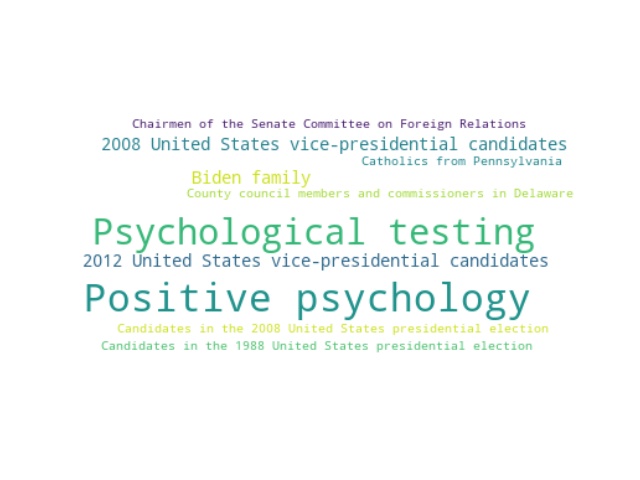 Chairmen of the Senate Committee on Foreign Relations
2008 United States vice-presidential candidates
Catholics from Pennsylvania
Biden family
County council members and commissioners in Delaware
Psychological testing
2012 United States vice-presidential candidates
Positive psychology
Candidates in the 2008 United States presidential election
Candidates in the 1988 United States presidential election